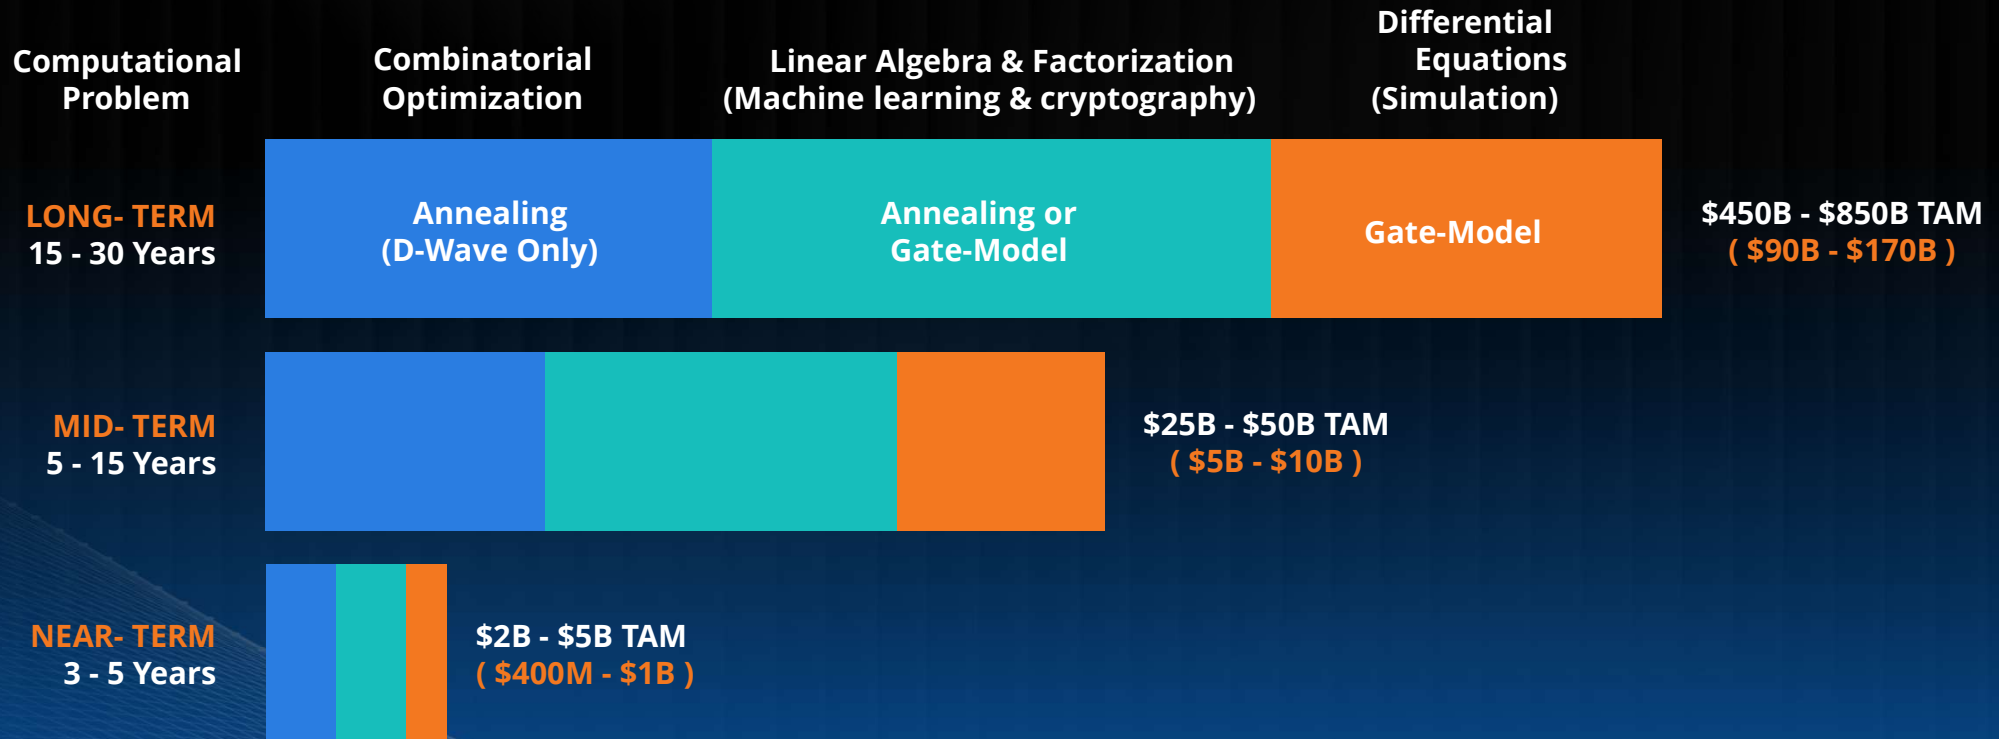 Computational
Problem
Combinatorial
Optimization
Linear Algebra & Factorization
(Machine learning & cryptography)
Differential
Equations
(Simulation)
LONG- TERM
15 - 30 Years
Annealing
(D-Wave Only)
Annealing or
Gate-Model
Gate-Model
$450B - $850B TAM
( $90B - $170B )
MID- TERM
5 - 15 Years
$25B - $50B TAM
( $5B - $10B )
NEAR- TERM
3 - 5 Years
$2B - $5B TAM
( $400M - $1B )